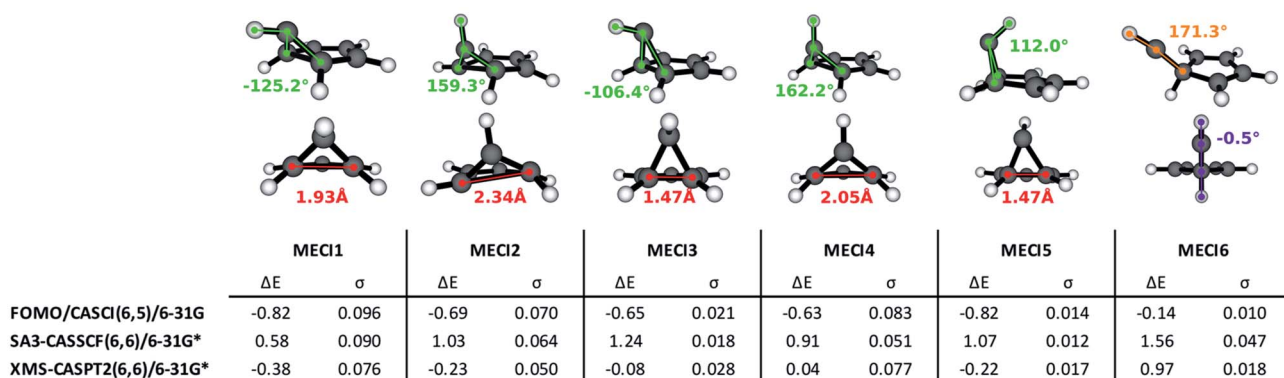 -125.2° 159.3° -106.4° 162.2° 112.0° 171.3°
1.93Å 2.34Å 1.47Å 2.05Å 1.47Å -0.5°
MECI1 MECI2 MECI3 MECI4 MECI5 MECI6
ΔE σ ΔE σ ΔE σ ΔE σ ΔE σ ΔE σ
FOMO/CASCI(6,5)/6-31G -0.82 0.096 -0.69 0.070 -0.65 0.021 -0.63 0.083 -0.82 0.014 -0.14 0.010
SA3-CASSCF(6,6)/6-31G* 0.58 0.090 1.03 0.064 1.24 0.018 0.91 0.051 1.07 0.012 1.56 0.047
XMS-CASPT2(6,6)/6-31G* -0.38 0.076 -0.23 0.050 -0.08 0.028 0.04 0.077 -0.22 0.017 0.97 0.018